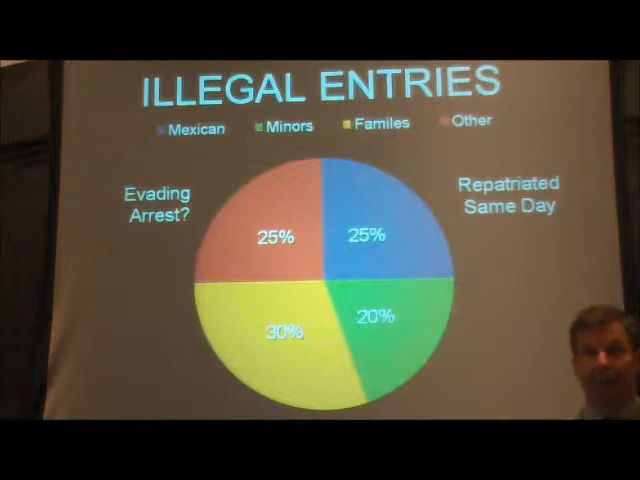 ILLEGAL ENTRIES
Mexican Minors Familes Other
Evading
Arrest?
Repatriated
Same Day
25% 25%
30% 20%